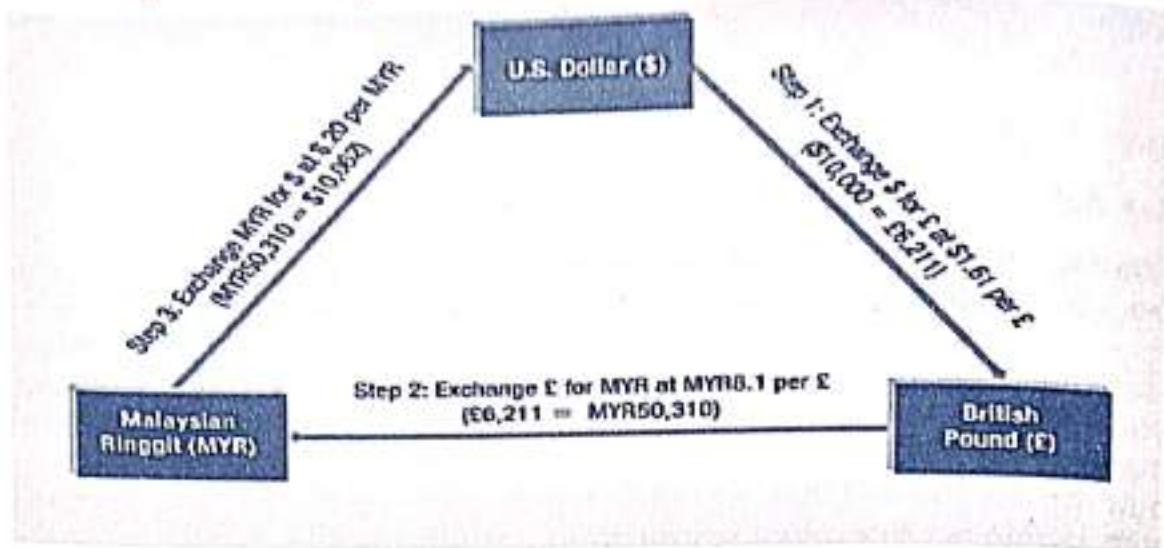 U.S. Dollar ($)
Step 1: Exchange $ for £ at $1.61 per £
($10,000 = £6,211)
Step 2: Exchange £ for MYR at MYR8.1 per £
(£6,211 = MYR50,310)
Step 3: Exchange MYR for $ at $.20 per MYR
(MYR50,310 = $10,062)
Malaysian
Ringgit (MYR)
British
Pound (£)